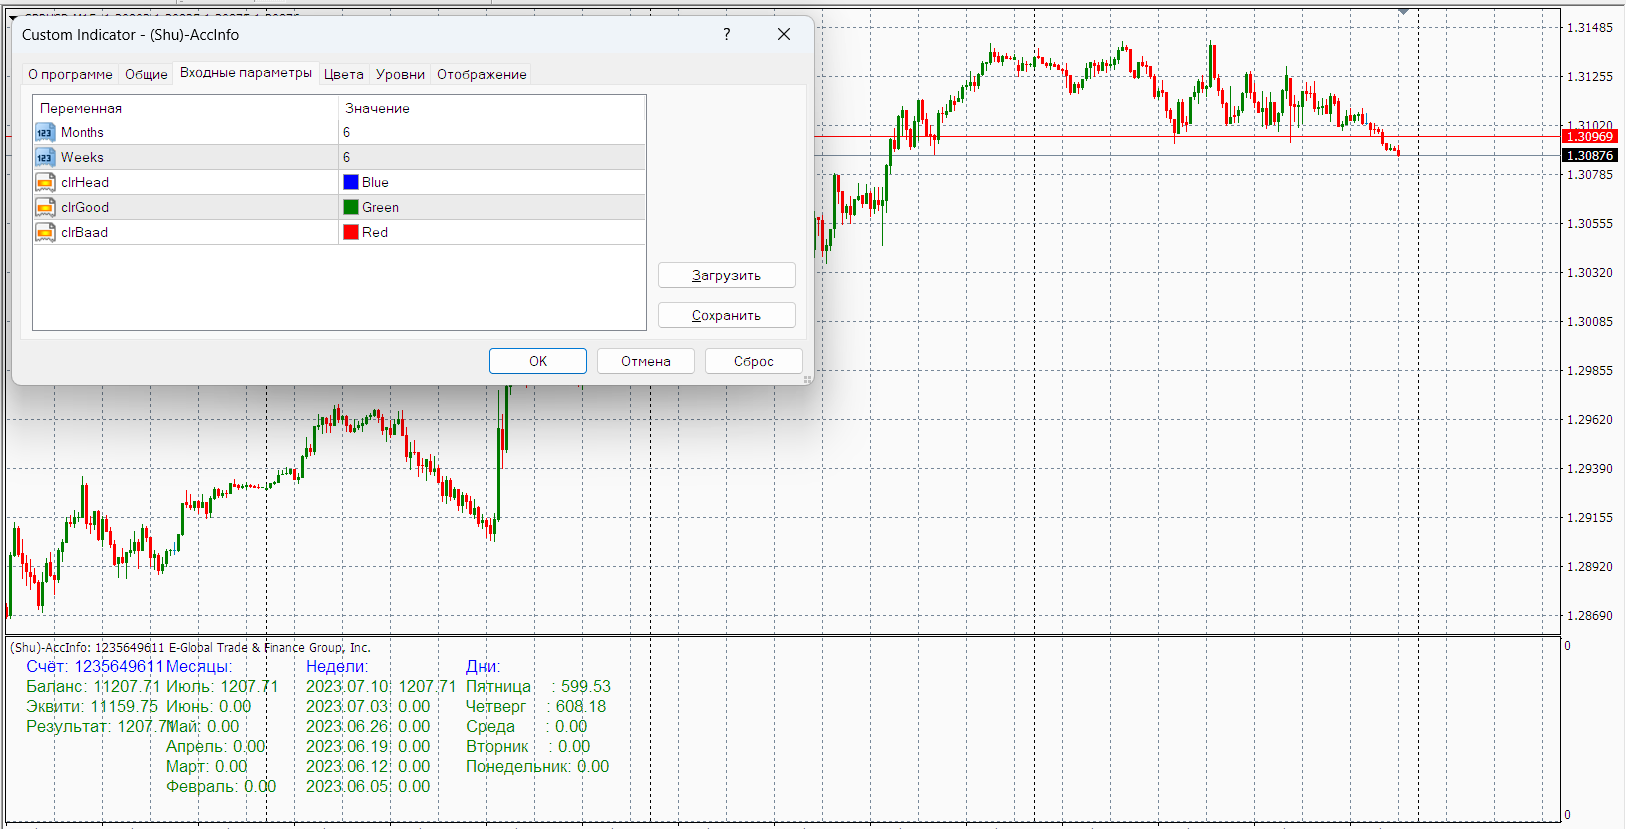 Custom Indicator - (Shu)-AccInfo
?
О программе Общие Входные параметры Цвета Уровни Отображение
Переменная Значение
123 Months 6
123 Weeks 6
clrHead Blue
clrGood Green
clrBaad Red
Загрузить
Сохранить
OK Отмена Сброс
1.31485
1.31255
1.31020
1.30969
1.30876
1.30785
1.30555
1.30320
1.30085
1.29855
1.29620
1.29390
1.29155
1.28920
1.28690
(Shu)-AccInfo: 1235649611 E-Global Trade & Finance Group, Inc.
0
Счёт: 1235649611 Месяцы: Недели: Дни:
Баланс: 11207.71 Июль: 1207.71 2023.07.10: 1207.71 Пятница : 599.53
Эквити: 11159.75 Июнь: 0.00 2023.07.03: 0.00 Четверг : 608.18
Результат: 1207.71 Май: 0.00 2023.06.26: 0.00 Среда : 0.00
Апрель: 0.00 2023.06.19: 0.00 Вторник : 0.00
Март: 0.00 2023.06.12: 0.00 Понедельник: 0.00
Февраль: 0.00 2023.06.05: 0.00
0